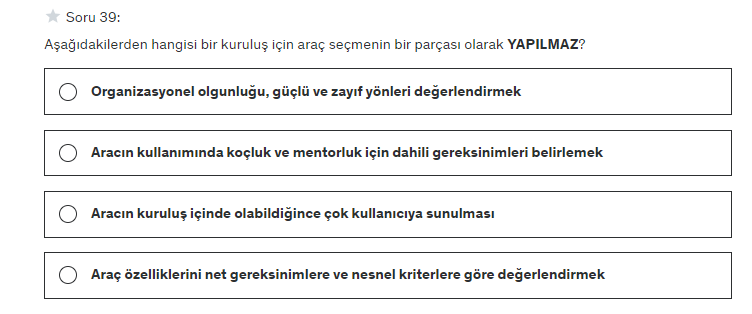 Soru 39:
Aşağıdakilerden hangisi bir kuruluş için araç seçmenin bir parçası olarak YAPILMAZ?
Organizasyonel olgunluğu, güçlü ve zayıf yönleri değerlendirmek
Aracın kullanımında koçluk ve mentorluk için dahili gereksinimleri belirlemek
Aracın kuruluş içinde olabildiğince çok kullanıcıya sunulması
Araç özelliklerini net gereksinimlere ve nesnel kriterlere göre değerlendirmek